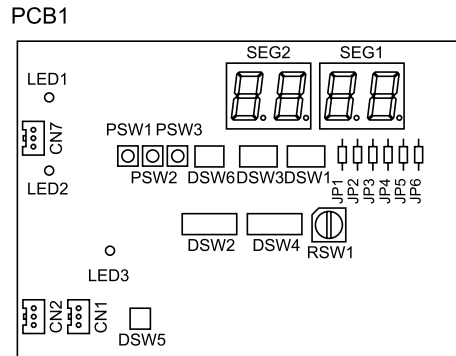 PCB1
SEG2 SEG1
LED1
CN7
PSW1 PSW3
PSW2 DSW6 DSW3 DSW1
JP1 JP2 JP3 JP4 JP5 JP6
LED2
DSW2 DSW4 RSW1
LED3
CN2 CN1
DSW5